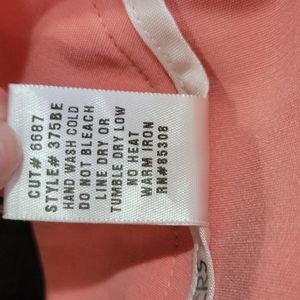 CUT# 6687
STYLE# 375BE
HAND WASH COLD
DO NOT BLEACH
LINE DRY OR
TUMBLE DRY LOW
NO HEAT
WARM IRON
RN#85308